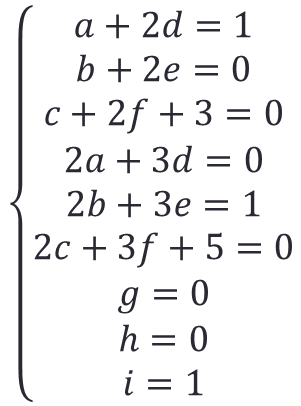 a + 2d = 1
b + 2e = 0
c + 2f + 3 = 0
2a + 3d = 0
2b + 3e = 1
2c + 3f + 5 = 0
g = 0
h = 0
i = 1